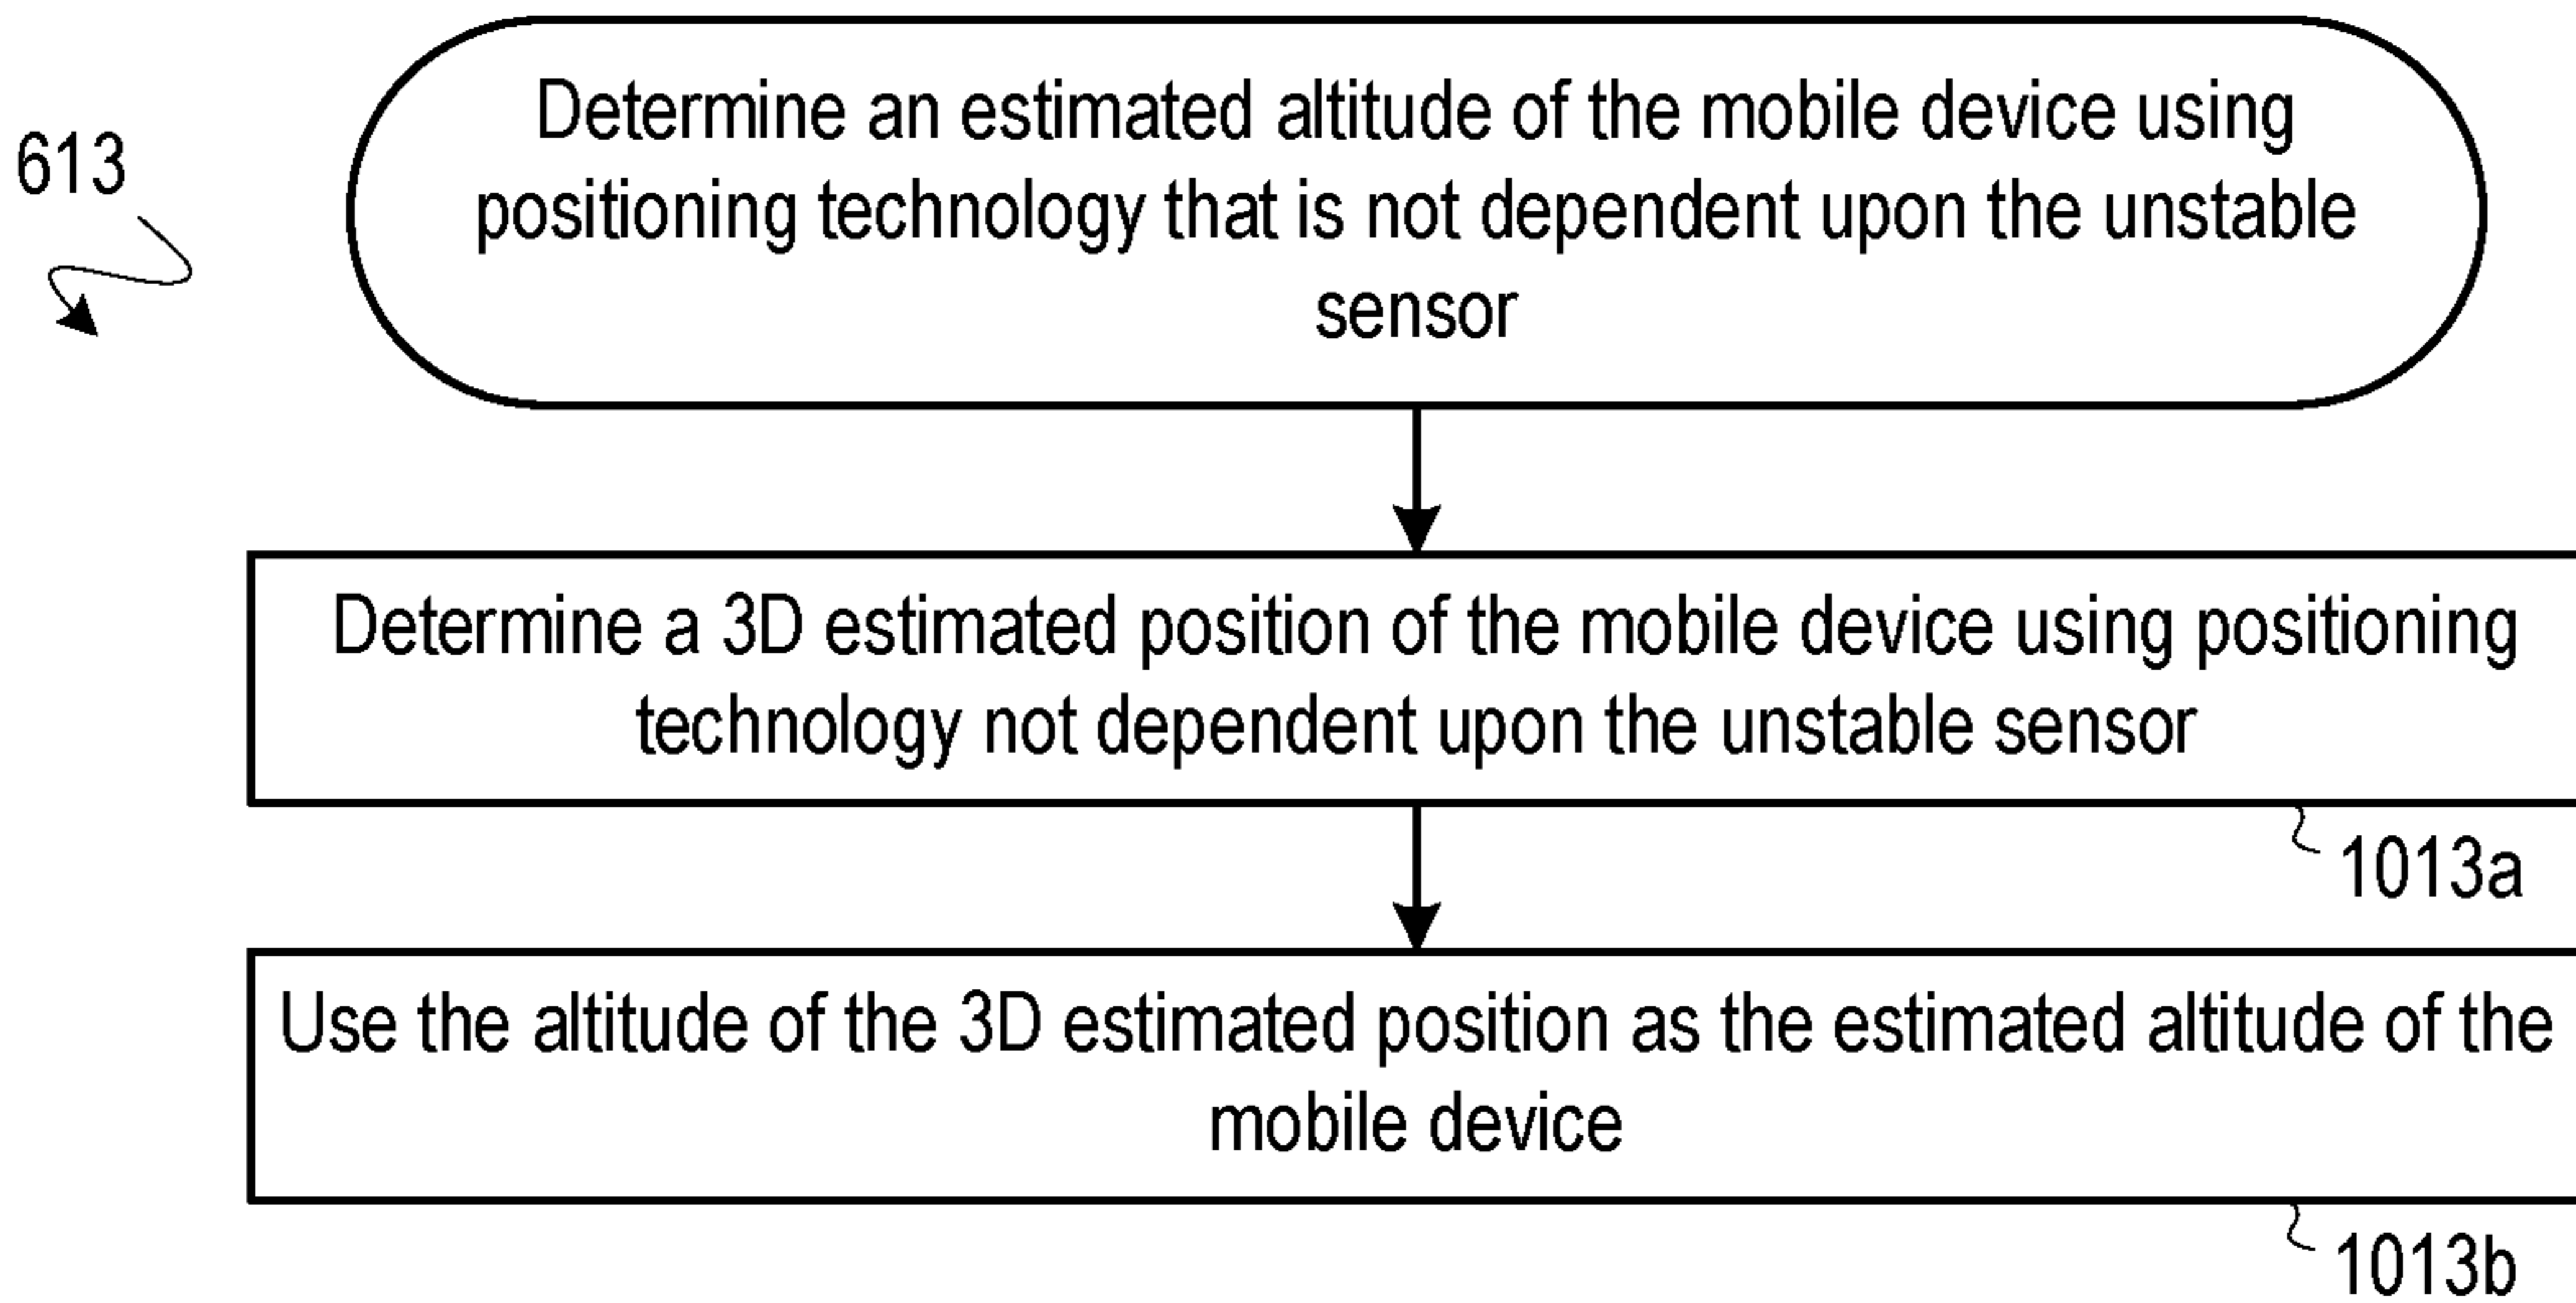 613
Determine an estimated altitude of the mobile device using
positioning technology that is not dependent upon the unstable
sensor
Determine a 3D estimated position of the mobile device using positioning
technology not dependent upon the unstable sensor
1013a
Use the altitude of the 3D estimated position as the estimated altitude of the
mobile device
1013b